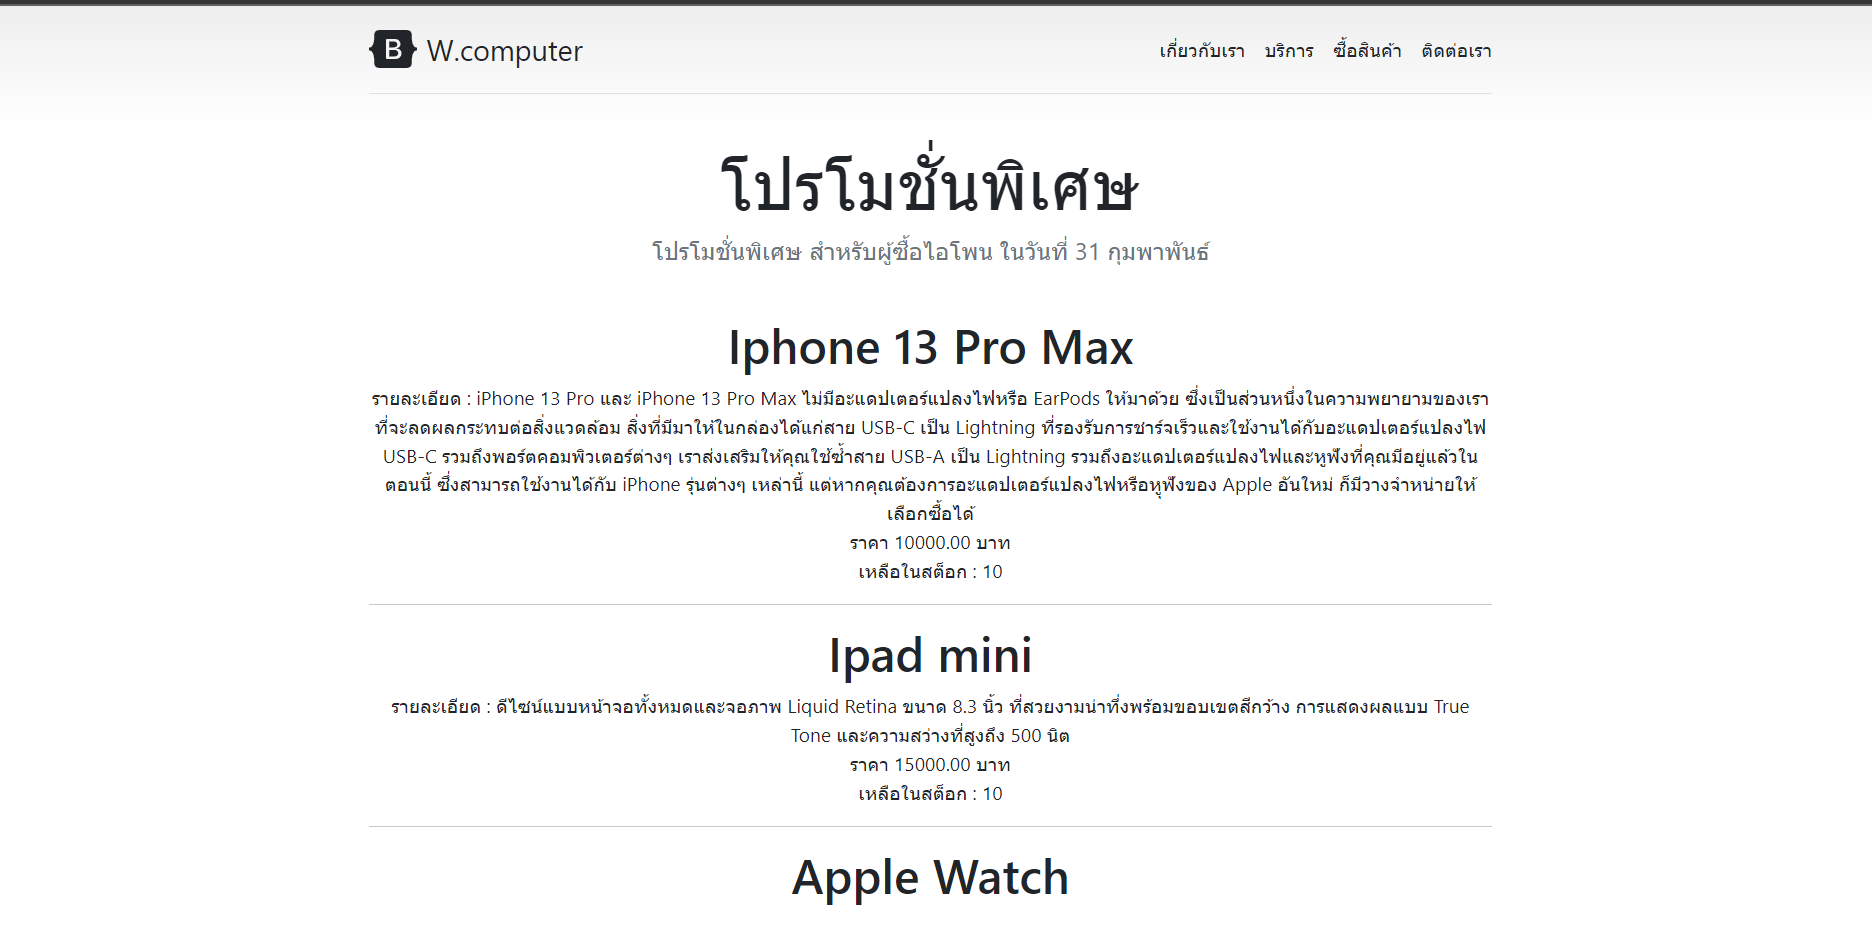 B W.computer
เกี่ยวกับเรา บริการ ซื้อสินค้า ติดต่อเรา
โปรโมชั่นพิเศษ
โปรโมชั่นพิเศษ สำหรับผู้ซื้อไอโพน ในวันที่ 31 กุมพาพันธ์
Iphone 13 Pro Max
รายละเอียด : iPhone 13 Pro และ iPhone 13 Pro Max ไม่มีอะแดปเตอร์แปลงไฟหรือ EarPods ให้มาด้วย ซึ่งเป็นส่วนหนึ่งในความพยายามของเรา
ที่จะลดผลกระทบต่อสิ่งแวดล้อม สิ่งที่มีมาให้ในกล่องได้แก่สาย USB-C เป็น Lightning ที่รองรับการชาร์จเร็วและใช้งานได้กับอะแดปเตอร์แปลงไฟ
USB-C รวมถึงพอร์ตคอมพิวเตอร์ต่างๆ เราส่งเสริมให้คุณใช้ซ้ำสาย USB-A เป็น Lightning รวมถึงอะแดปเตอร์แปลงไฟและหูฟังที่คุณมีอยู่แล้วใน
ตอนนี้ ซึ่งสามารถใช้งานได้กับ iPhone รุ่นต่างๆ เหล่านี้ แต่หากคุณต้องการอะแดปเตอร์แปลงไฟหรือหูฟังของ Apple อันใหม่ ก็มีวางจำหน่ายให้
เลือกซื้อได้
ราคา 10000.00 บาท
เหลือในสต็อก : 10
Ipad mini
รายละเอียด : ดีไซน์แบบหน้าจอทั้งหมดและจอภาพ Liquid Retina ขนาด 8.3 นิ้ว ที่สวยงามน่าทึ่งพร้อมขอบเขตสีกว้าง การแสดงผลแบบ True
Tone และความสว่างที่สูงถึง 500 นิต
ราคา 15000.00 บาท
เหลือในสต็อก : 10
Apple Watch